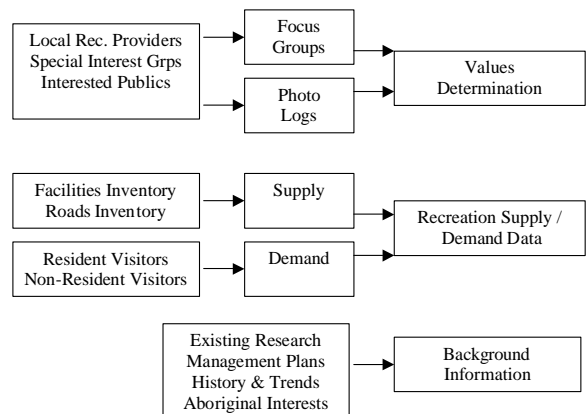 Local Rec. Providers
Special Interest Grps
Interested Publics
Focus
Groups
Photo
Logs
Values
Determination
Facilities Inventory
Roads Inventory
Supply
Resident Visitors
Non-Resident Visitors
Demand
Recreation Supply /
Demand Data
Existing Research
Management Plans
History & Trends
Aboriginal Interests
Background
Information